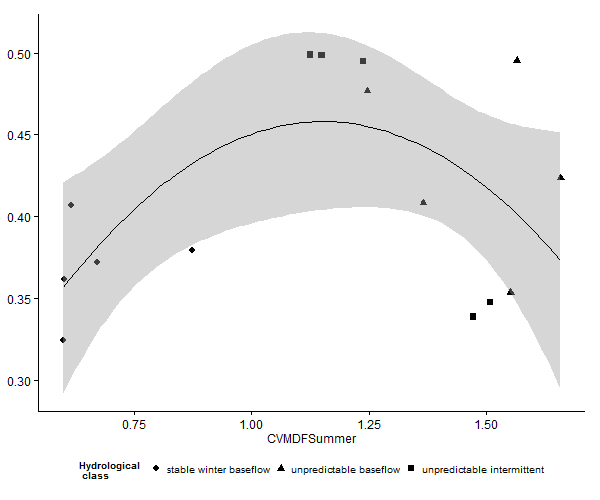 0.50
0.45
0.40
0.35
0.30
0.75 1.00 1.25 1.50
CVMDFSummer
Hydrological
class
stable winter baseflow unpredictable baseflow unpredictable intermittent